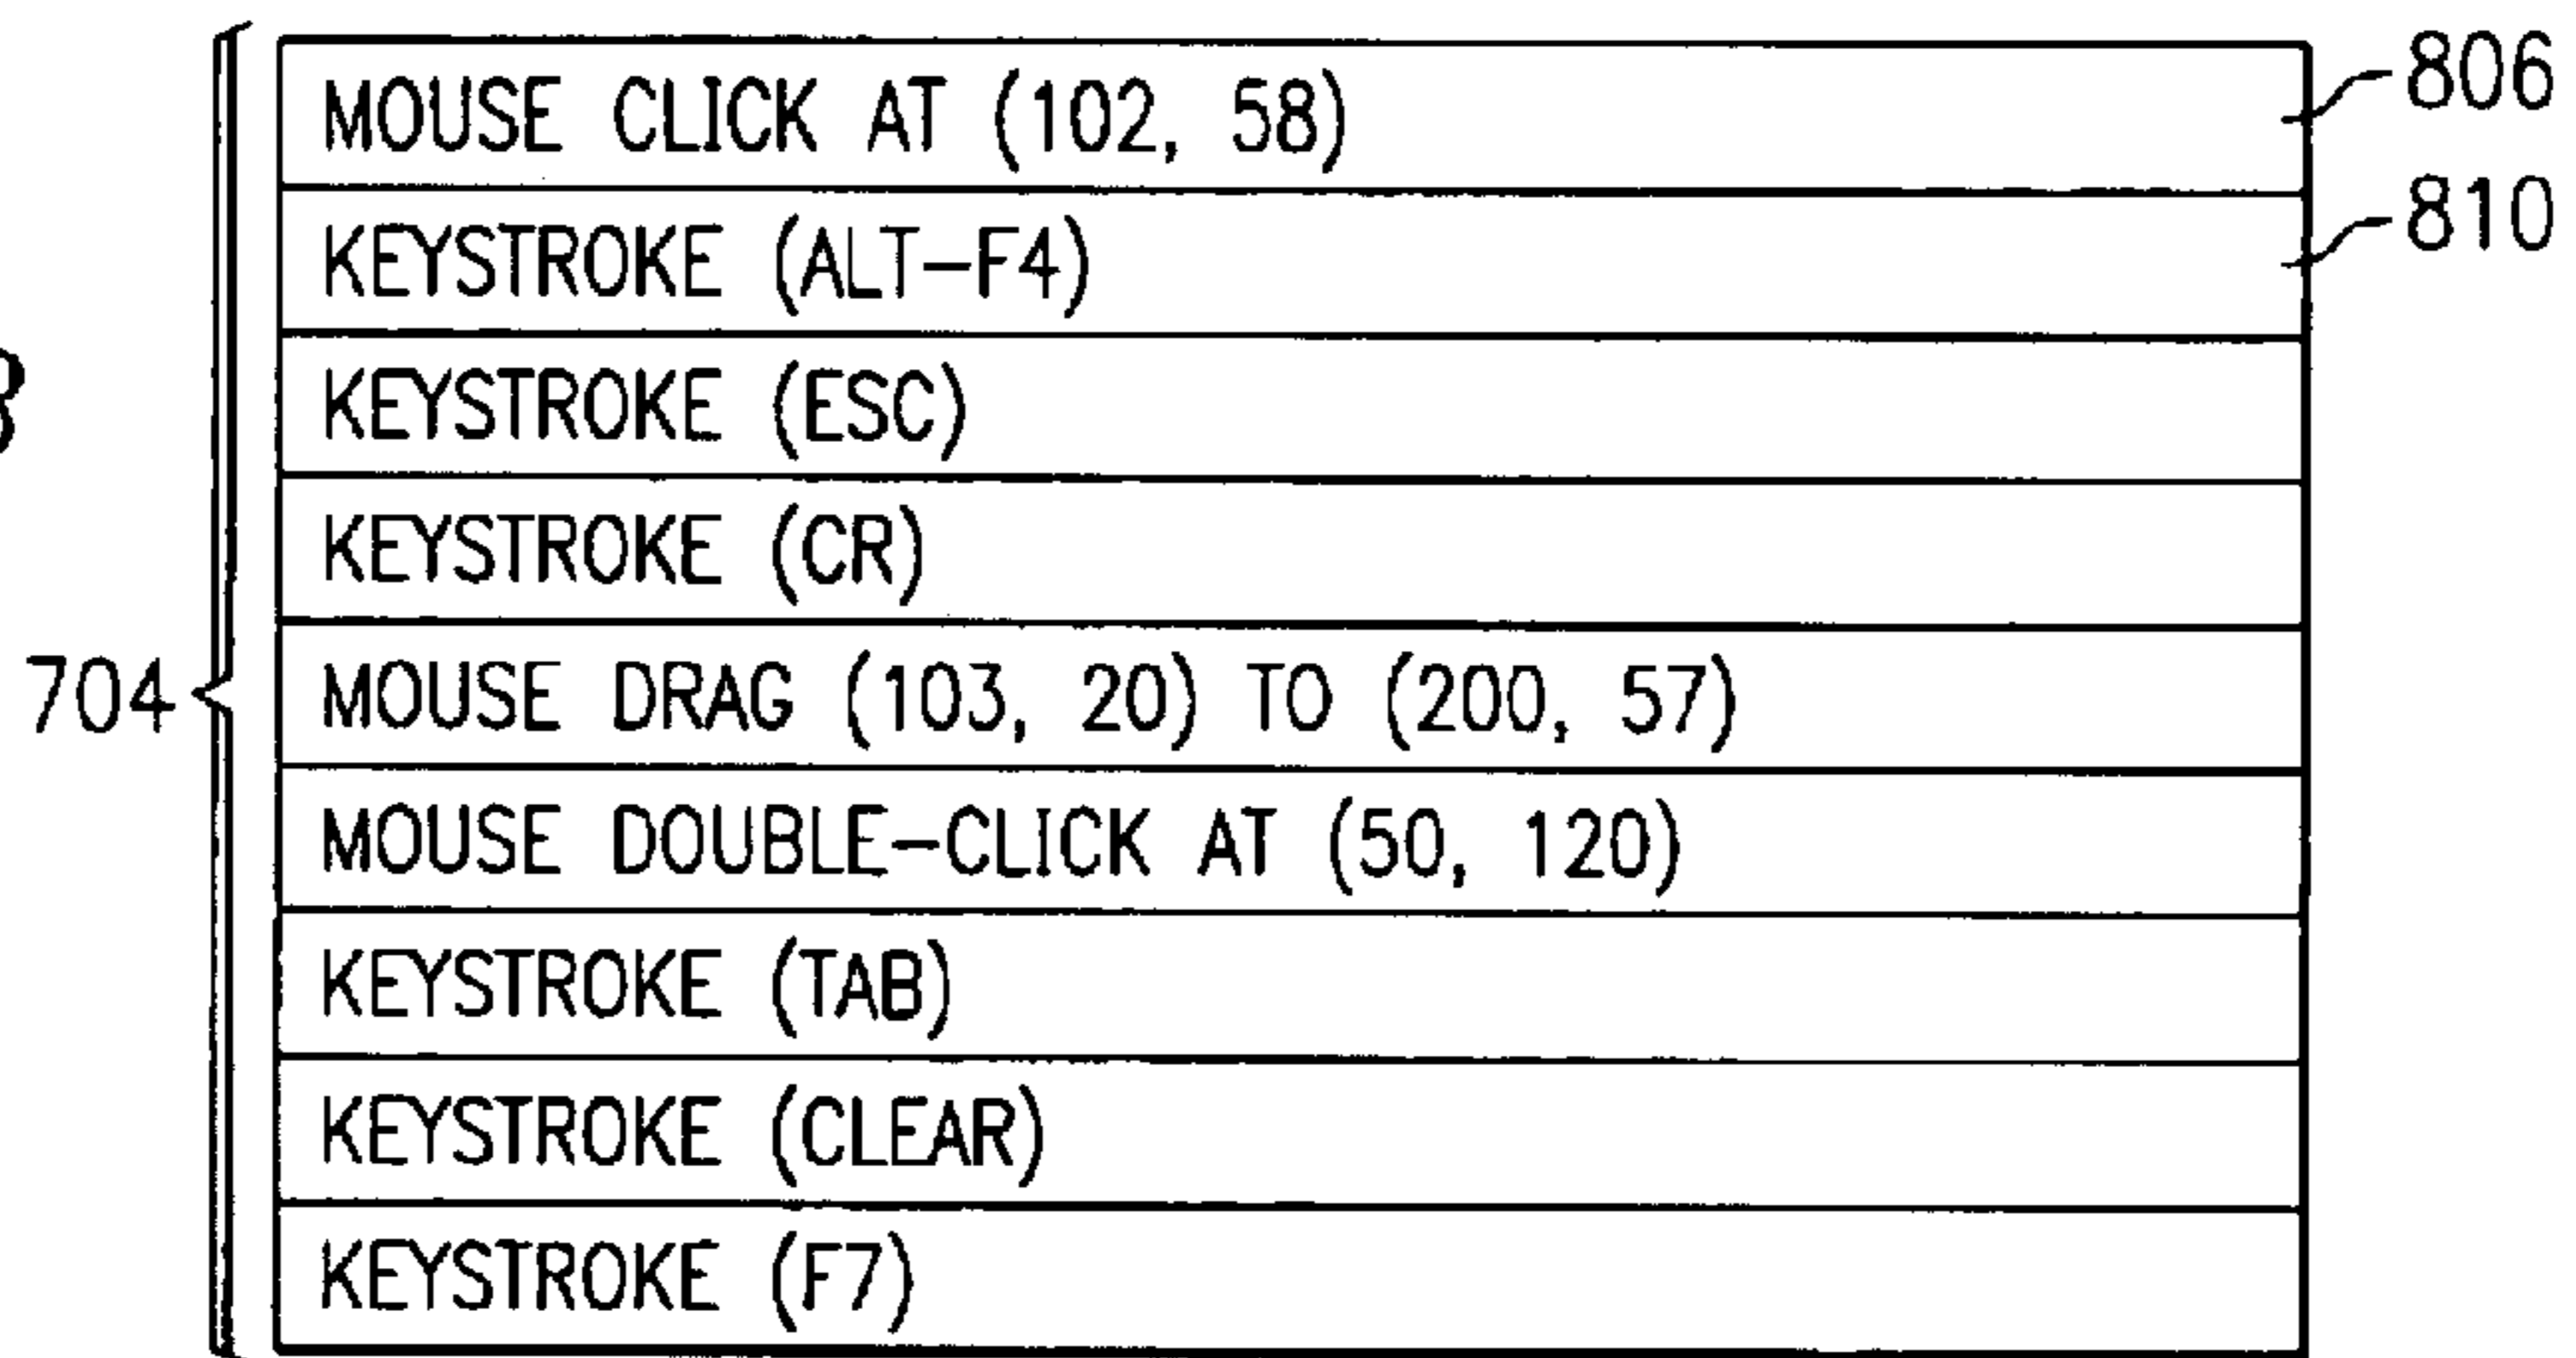 MOUSE CLICK AT (102, 58)
806
KEYSTROKE (ALT-F4)
810
KEYSTROKE (ESC)
KEYSTROKE (CR)
704
MOUSE DRAG (103, 20) TO (200, 57)
MOUSE DOUBLE-CLICK AT (50, 120)
KEYSTROKE (TAB)
KEYSTROKE (CLEAR)
KEYSTROKE (F7)